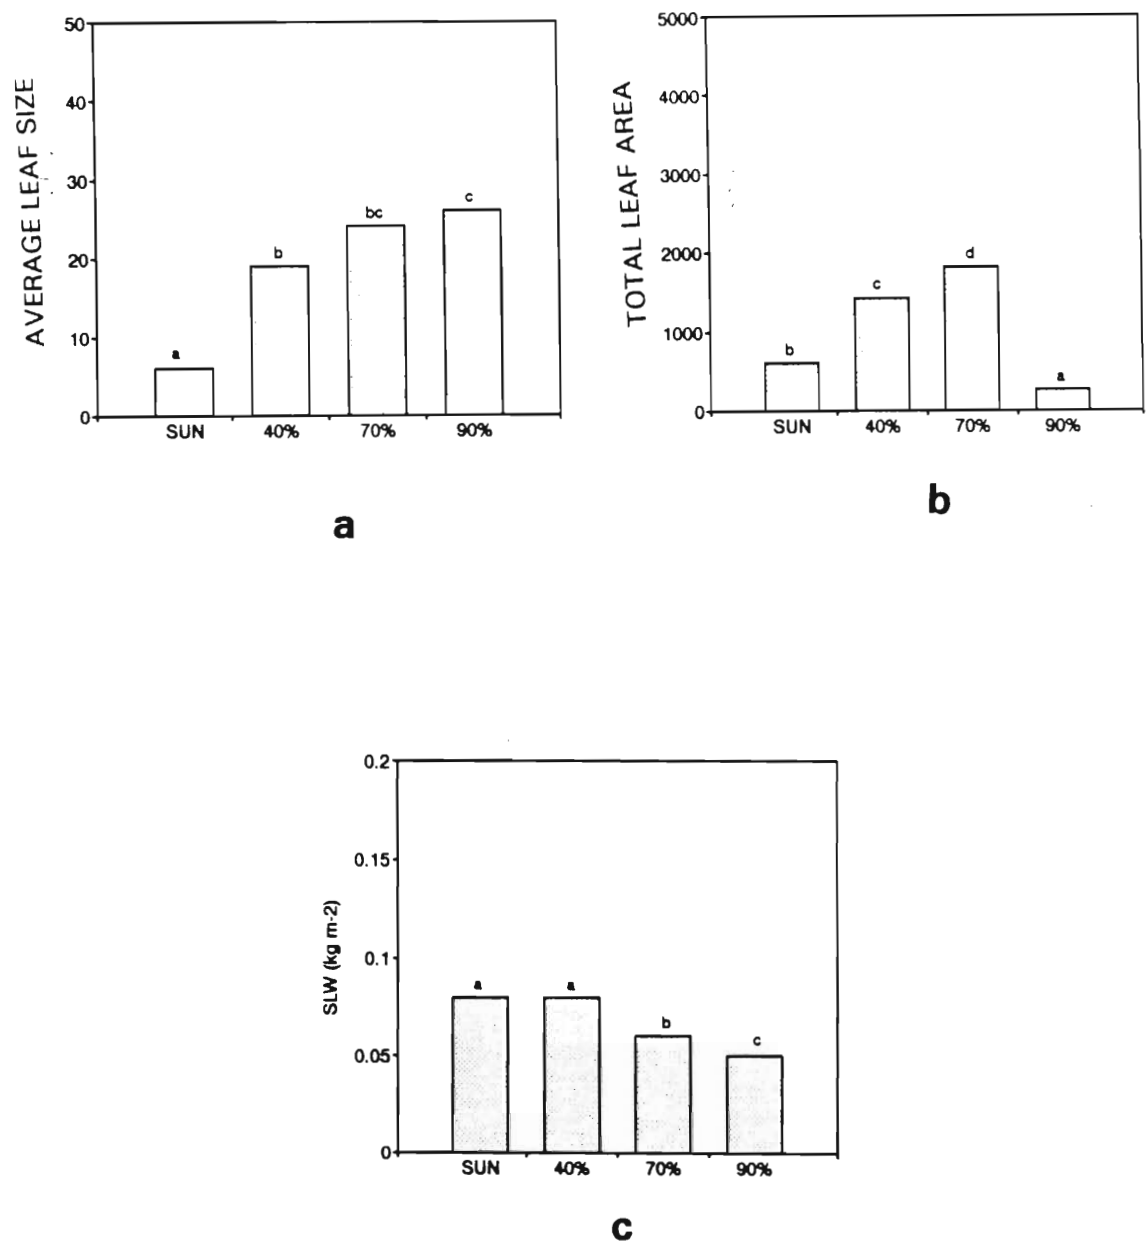 AVERAGE LEAF SIZE
50
40
30
20
10
0
a
b
bc
c
SUN 40% 70% 90%
a
TOTAL LEAF AREA
5000
4000
3000
2000
1000
0
b
c
d
a
SUN 40% 70% 90%
b
SLW (kg m-2)
0.2
0.15
0.1
0.05
0
a
a
b
c
SUN 40% 70% 90%
c